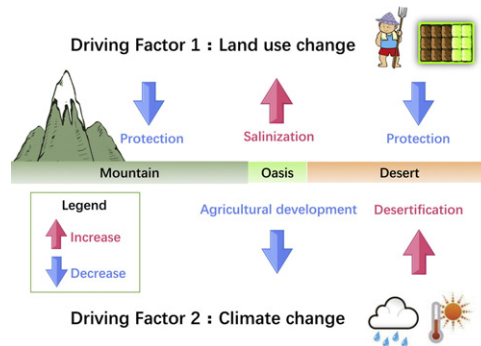 Driving Factor 1 : Land use change
Protection
Salinization
Protection
Mountain
Oasis
Desert
Legend
Increase
Decrease
Agricultural development
Desertification
Driving Factor 2 : Climate change